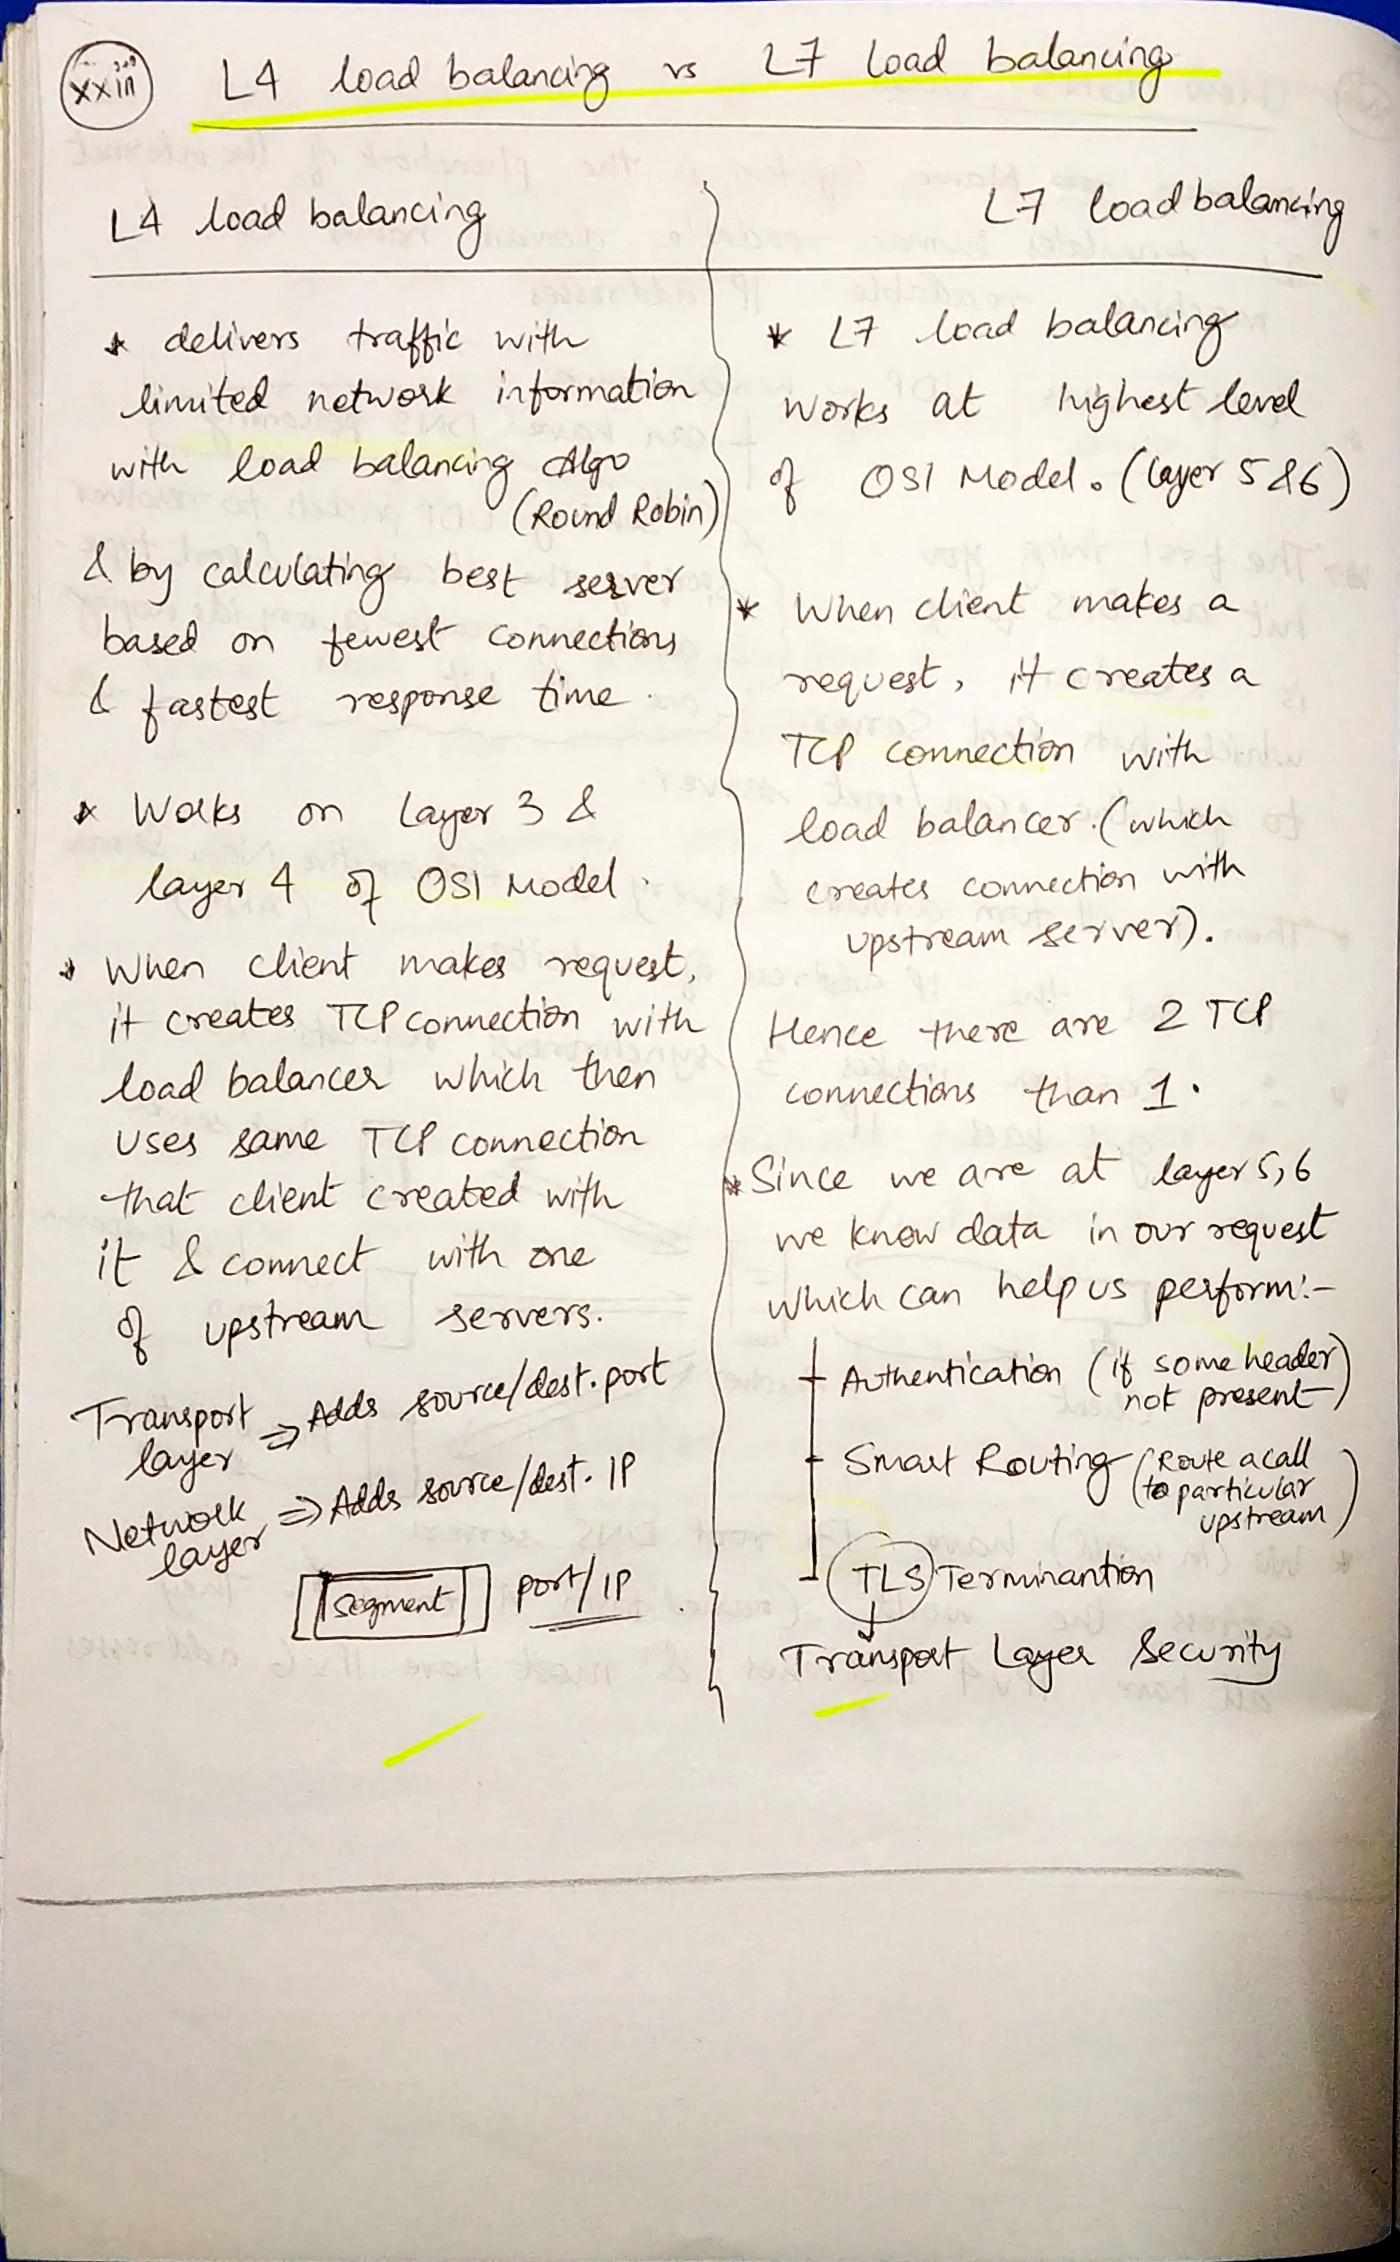 xxiii
L4 load balancing vs L7 load balancing
L4 load balancing
* delivers traffic with
limited network information
with load balancing Algo
(Round Robin)
& by calculating best server
based on fewest connections
& fastest response time.
* Works on Layer 3 &
layer 4 of OSI Model.
* When client makes request,
it creates TCP connection with
load balancer which then
uses same TCP connection
that client created with
it & connect with one
of upstream servers.
Transport
layer ⇒ Adds source/dest. port
Network
layer ⇒ Adds source/dest. IP
segment port/IP
L7 load balancing
* L7 load balancing
works at highest level
of OSI Model. (layer 5 & 6)
* When client makes a
request, it creates a
TCP connection with
load balancer. (which
creates connection with
upstream server).
Hence there are 2 TCP
connections than 1.
* Since we are at layer 5, 6
we know data in our request
which can help us perform:-
Authentication (if some header
not present)
Smart Routing (Route a call
to particular
upstream)
TLS Terminantion
Transport Layer Security